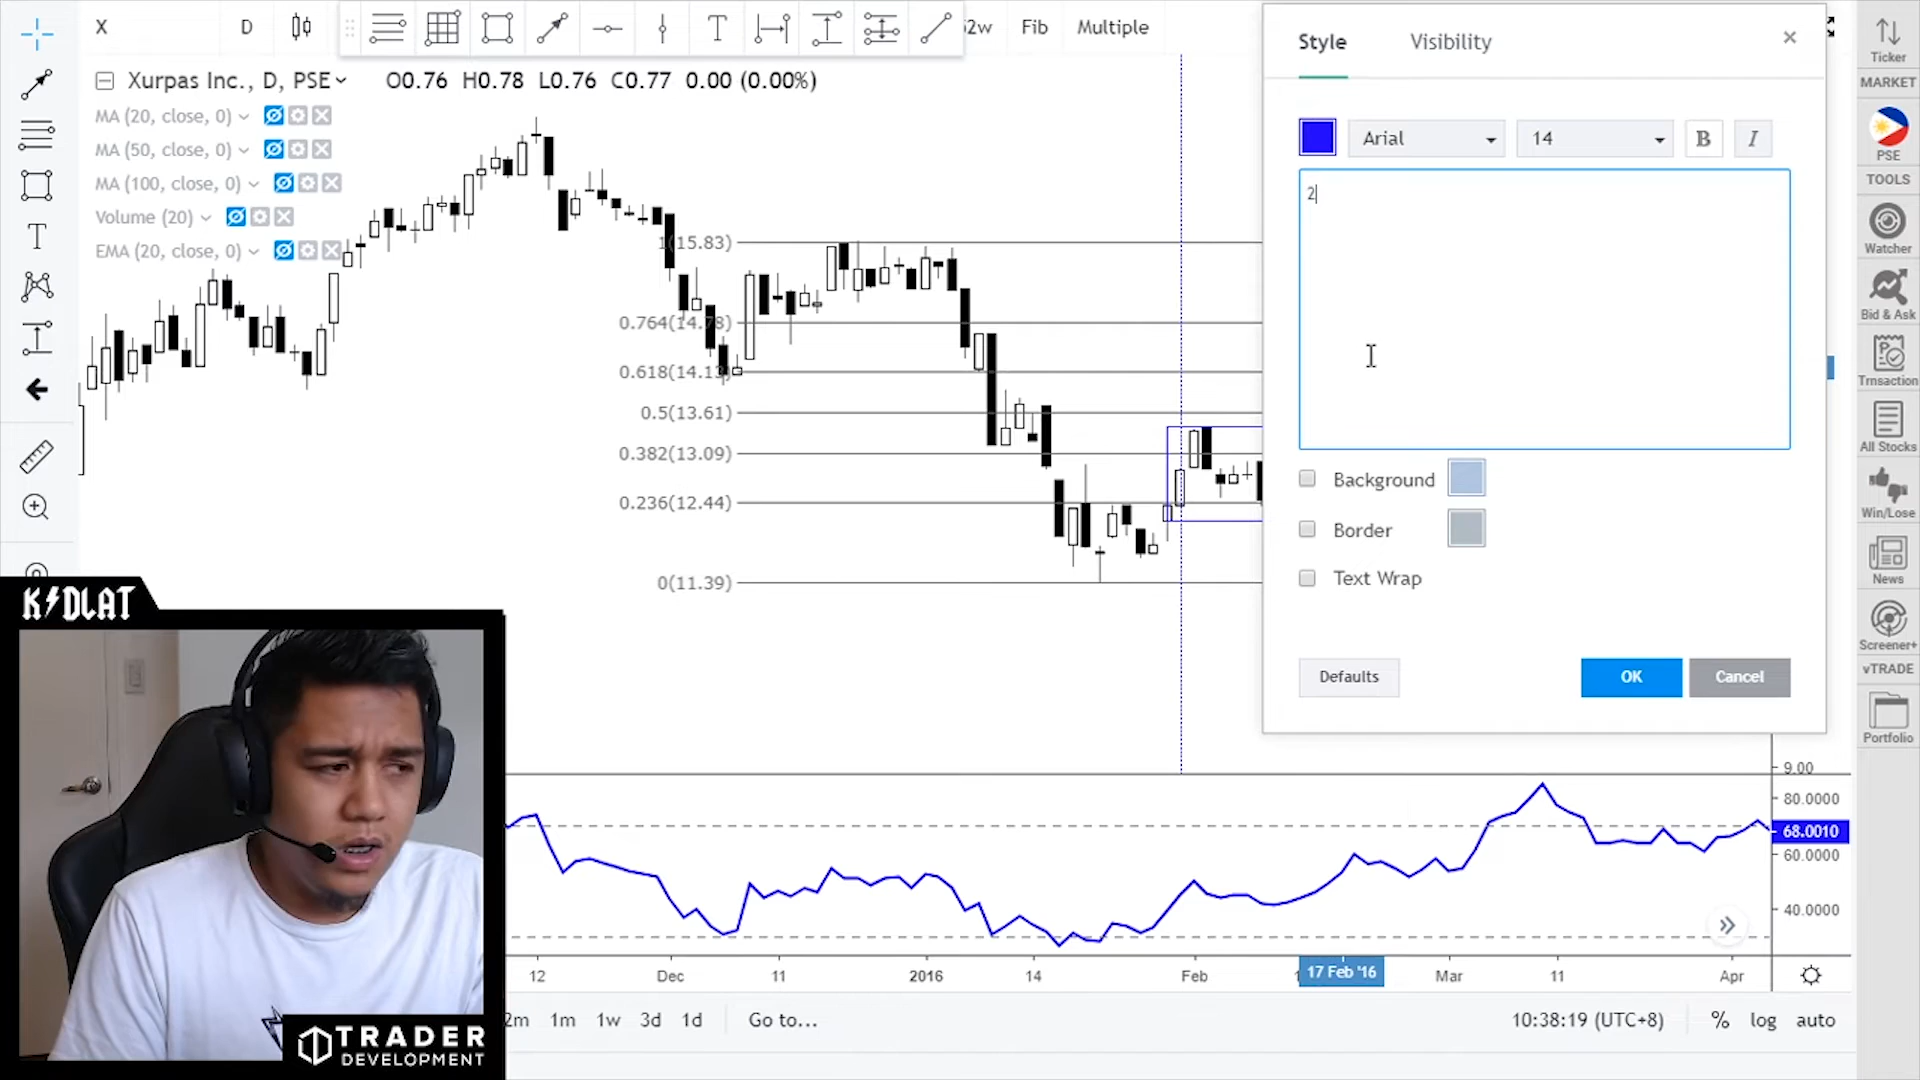 X
D
52w
Fib
Multiple
Style
Visibility
Xurpas Inc., D, PSE
O0.76 H0.78 L0.76 C0.77 0.00 (0.00%)
MA (20, close, 0)
MA (50, close, 0)
MA (100, close, 0)
Volume (20)
EMA (20, close, 0)
Arial
14
B
I
2
1(15.83)
0.764(14.78)
0.618(14.13)
0.5(13.61)
0.382(13.09)
0.236(12.44)
0(11.39)
Background
Border
Text Wrap
Defaults
OK
Cancel
Ticker
MARKET
PSE
TOOLS
Watcher
Bid & Ask
Trnsaction
All Stocks
Win/Lose
News
Screener+
vTRADE
Portfolio
9.00
80.0000
68.0010
60.0000
40.0000
12
Dec
11
2016
14
Feb
17 Feb '16
Mar
11
Apr
1m
1w
3d
1d
Go to...
10:38:19 (UTC+8)
%
log
auto
KIDLAT
TRADER
DEVELOPMENT